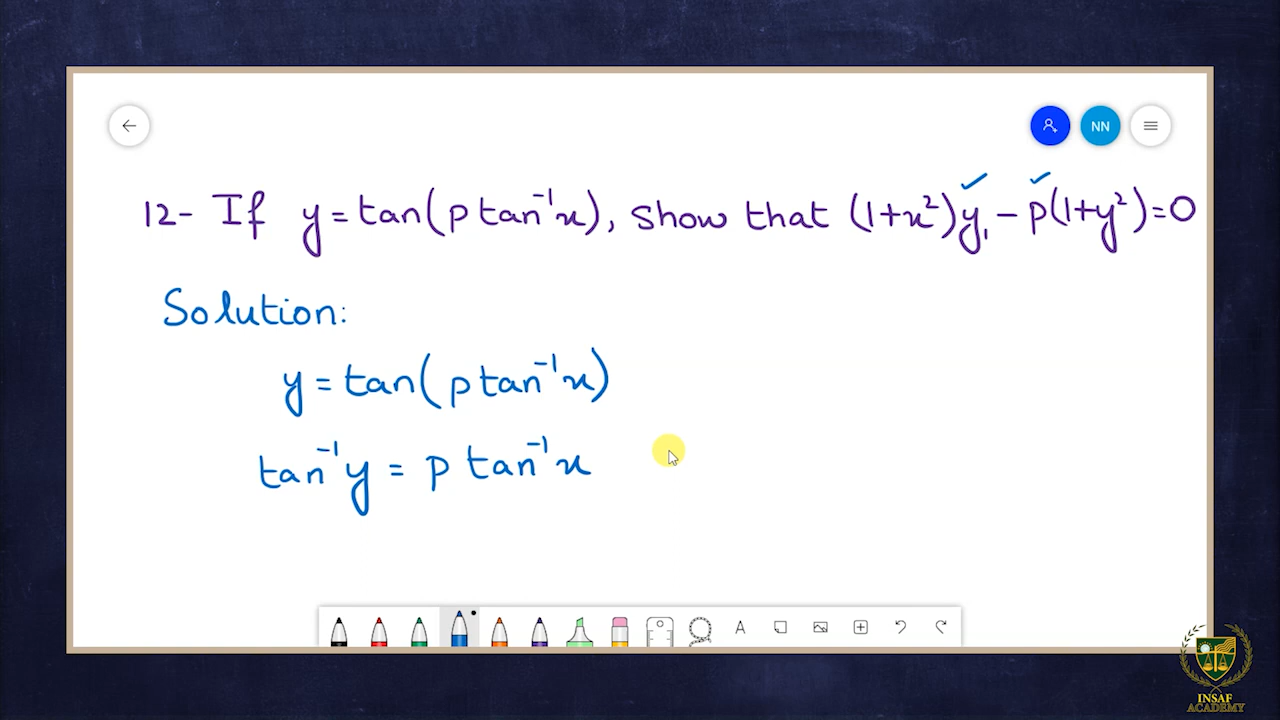 NN
12- If y = tan(p tan⁻¹x), show that (1+x²)y₁ - p(1+y²)=0
Solution:
y = tan(p tan⁻¹x)
tan⁻¹y = p tan⁻¹x
A
INSAF
ACADEMY